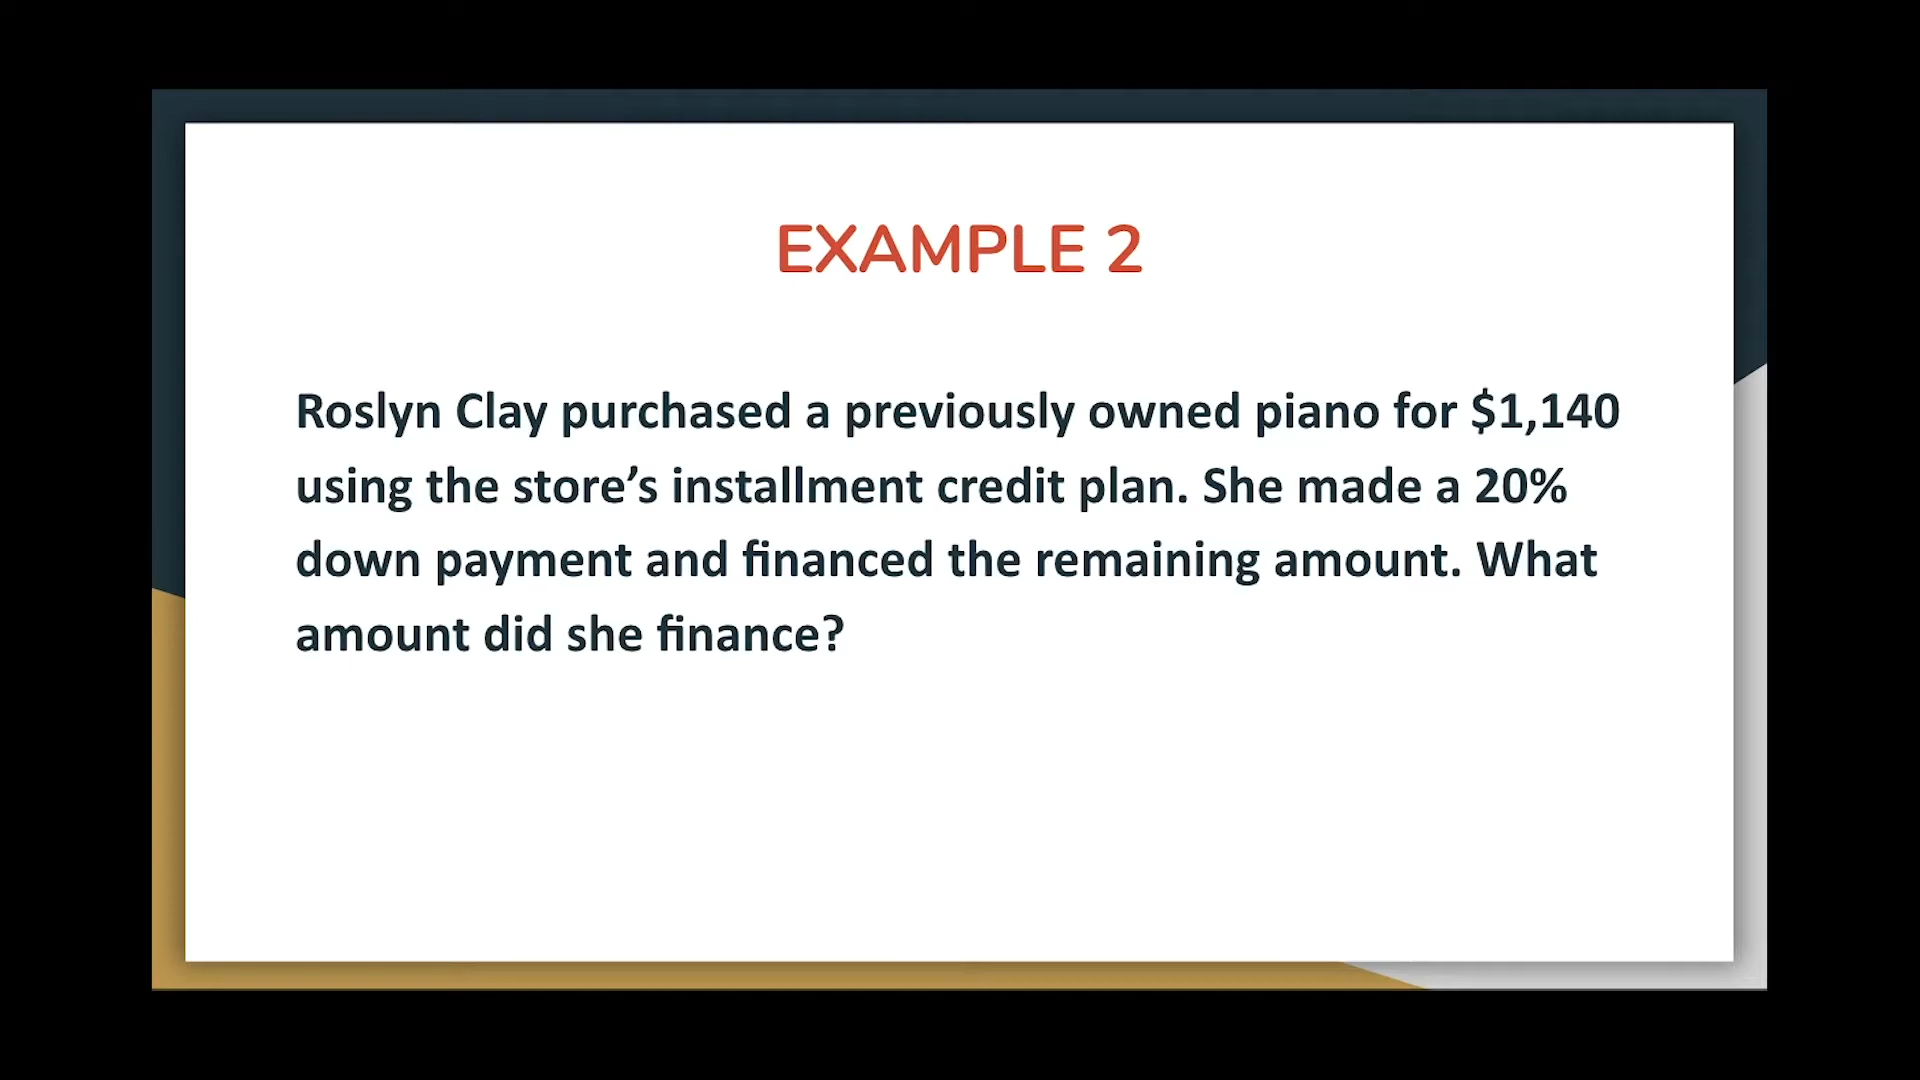 EXAMPLE 2
Roslyn Clay purchased a previously owned piano for $1,140
using the store’s installment credit plan. She made a 20%
down payment and financed the remaining amount. What
amount did she finance?